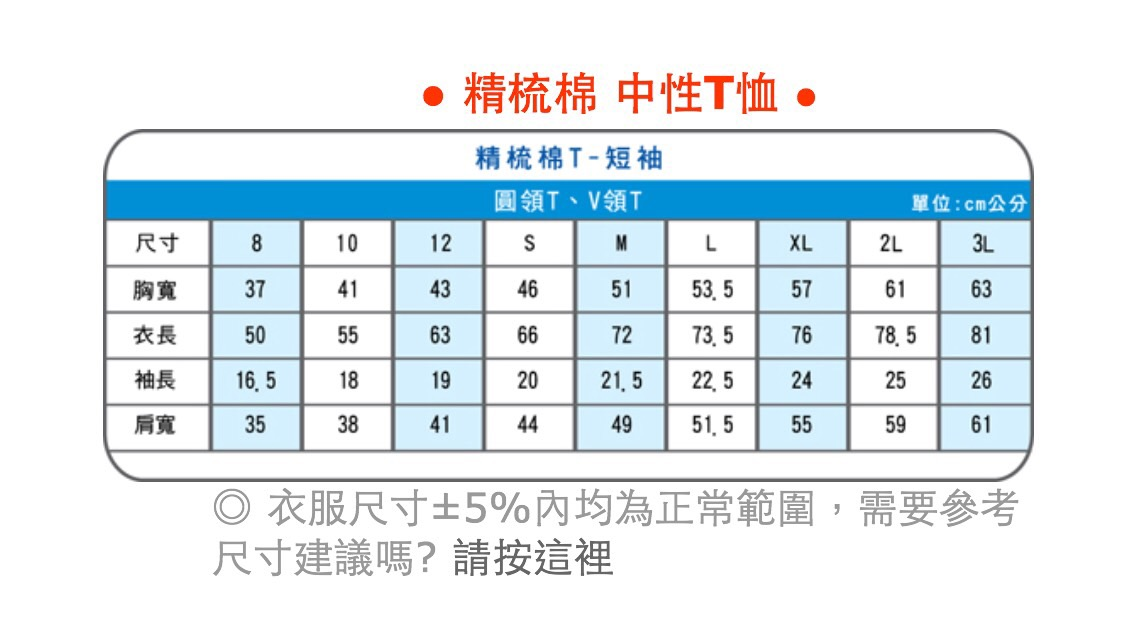 ● 精梳棉 中性T恤 ●
精梳棉T-短袖
圓領T、V領T 單位:cm公分
尺寸 8 10 12 S M L XL 2L 3L
胸寬 37 41 43 46 51 53.5 57 61 63
衣長 50 55 63 66 72 73.5 76 78.5 81
袖長 16.5 18 19 20 21.5 22.5 24 25 26
肩寬 35 38 41 44 49 51.5 55 59 61
◎ 衣服尺寸±5%內均為正常範圍，需要參考
尺寸建議嗎? 請按這裡